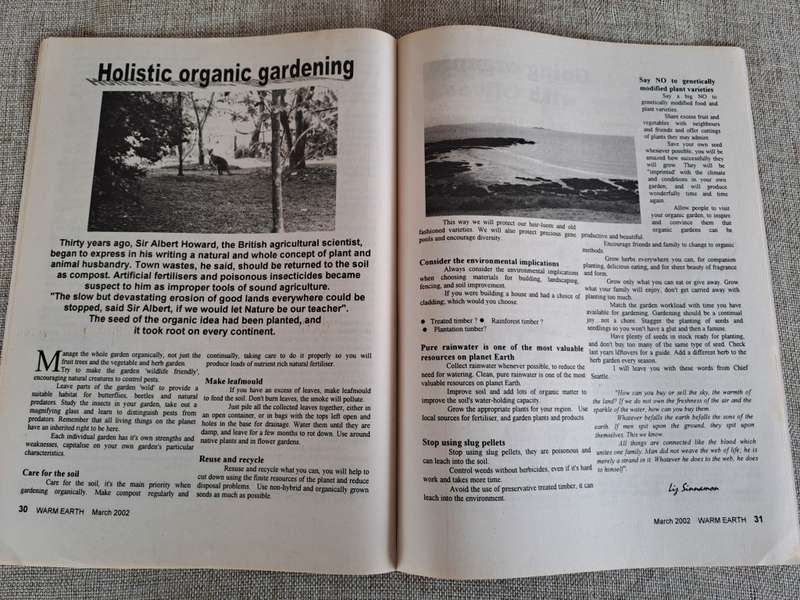 Holistic organic gardening
Thirty years ago, Sir Albert Howard, the British agricultural scientist,
began to express in his writing a natural and whole concept of plant and
animal husbandry. Town wastes, he said, should be returned to the soil
as compost. Artificial fertilisers and poisonous insecticides became
suspect to him as improper tools of sound agriculture.
"The slow but devastating erosion of good lands everywhere could be
stopped, said Sir Albert, if we would let Nature be our teacher".
The seed of the organic idea had been planted, and
it took root on every continent.
Manage the whole garden organically, not just the
fruit trees and the vegetable and herb garden.
Try to make the garden 'wildlife friendly',
encouraging natural creatures to control pests.
Leave parts of the garden 'wild' to provide a
suitable habitat for butterflies, beetles and natural
predators. Study the insects in your garden, take out a
magnifying glass and learn to distinguish pests from
predators. Remember that all living things on the planet
have an inherited right to be here.
Each individual garden has it's own strengths and
weaknesses, capitalise on your own garden's particular
characteristics.
Care for the soil
Care for the soil, it's the main priority when
gardening organically. Make compost regularly and
continually, taking care to do it properly so you will
produce loads of nutrient rich natural fertiliser.
Make leafmould
If you have an excess of leaves, make leafmould
to feed the soil. Don't burn leaves, the smoke will pollute.
Just pile all the collected leaves together, either in
an open container, or in bags with the tops left open and
holes in the base for drainage. Water them until they are
damp, and leave for a few months to rot down. Use around
native plants and in flower gardens.
Reuse and recycle
Resuse and recycle what you can, you will help to
cut down using the finite resources of the planet and reduce
disposal problems. Use non-hybrid and organically grown
seeds as much as possible.
30 WARM EARTH March 2002
This way we will protect our heir-loom and old
fashioned varieties. We will also protect precious gene
pools and encourage diversity.
Consider the environmental implications
Always consider the environmental implications
when choosing materials for building, landscaping,
fencing, and soil improvement.
If you were building a house and had a choice of
cladding, which would you choose.
● Treated timber ? ● Rainforest timber ?
● Plantation timber?
Pure rainwater is one of the most valuable
resources on planet Earth
Collect rainwater whenever possible, to reduce the
need for watering. Clean, pure rainwater is one of the most
valuable resources on planet Earth.
Improve soil and add lots of organic matter to
improve the soil's water-holding capacity.
Grow the appropriate plants for your region. Use
local sources for fertiliser, and garden plants and products.
Stop using slug pellets
Stop using slug pellets, they are poisonous and
can leach into the soil.
Control weeds without herbicides, even if it's hard
work and takes more time.
Avoid the use of preservative treated timber, it can
leach into the environment.
Say NO to genetically
modified plant varieties
Say a big NO to
genetically modified food and
plant varieties.
Share excess fruit and
vegetables with neighbours
and friends and offer cuttings
of plants they may admire.
Save your own seed
whenever possible, you will be
amazed how successfully they
will grow. They will be
"imprinted' with the climate
and conditions in your own
garden, and will produce
wonderfully time and time
again.
Allow people to visit
your organic garden, to inspire
and convince them that
organic gardens can be
productive and beautiful.
Encourage friends and family to change to organic
methods.
Grow herbs everywhere you can, for companion
planting, delicious eating, and for sheer beauty of fragrance
and form.
Grow only what you can eat or give away. Grow
what your family will enjoy, don't get carried away with
planting too much.
Match the garden workload with time you have
available for gardening. Gardening should be a continual
joy not a chore. Stagger the planting of seeds and
seedlings so you won't have a glut and then a famine.
Have plenty of seeds in stock, ready for planting,
and don't buy too many of the same type of seed. Check
last years leftovers for a guide. Add a different herb to the
herb garden every season.
I will leave you with these words from Chief
Seattle.
"How can you buy or sell the sky, the warmth of
the land? If we do not own the freshness of the air and the
sparkle of the water, how can you buy them.
Whatever befalls the earth befalls the sons of the
earth. If men spit upon the ground, they spit upon
themselves. This we know.
All things are connected like the blood which
unites one family. Man did not weave the web of life, he is
merely a strand in it. Whatever he does to the web, he does
to himself".
Liz Sinnamon
March 2002 WARM EARTH 31